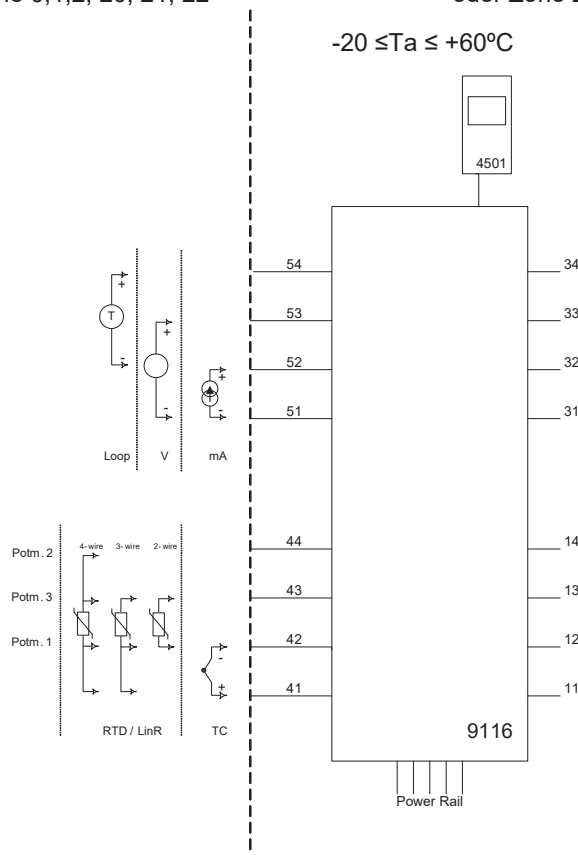 -20 ≤Ta ≤ +60ºC
4501
54
34
53
33
52
32
51
31
T
+
-
+
-
+
-
Loop
V
mA
44
14
43
13
42
12
41
11
Potm. 2
Potm. 3
Potm. 1
4-wire
3-wire
2-wire
-
+
RTD / LinR
TC
9116
Power Rail